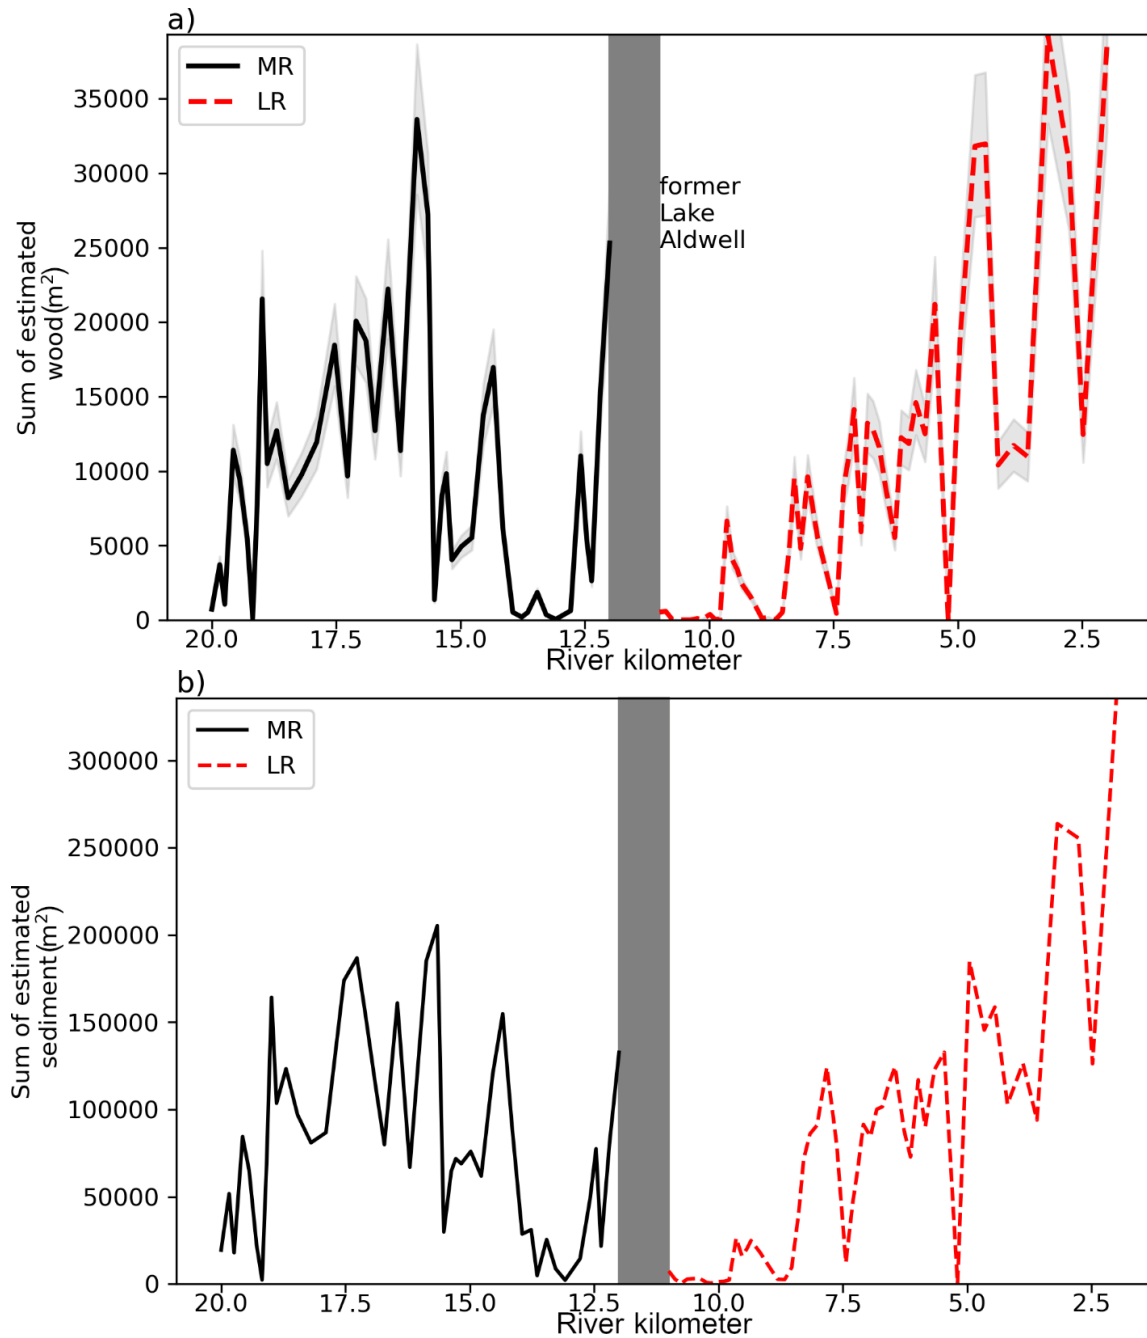 a)
MR
LR
former
Lake
Aldwell
35000
30000
25000
20000
15000
10000
5000
0
Sum of estimated
wood(m²)
20.0 17.5 15.0 12.5 10.0 7.5 5.0 2.5
River kilometer
b)
MR
LR
300000
250000
200000
150000
100000
50000
0
Sum of estimated
sediment(m²)
20.0 17.5 15.0 12.5 10.0 7.5 5.0 2.5
River kilometer